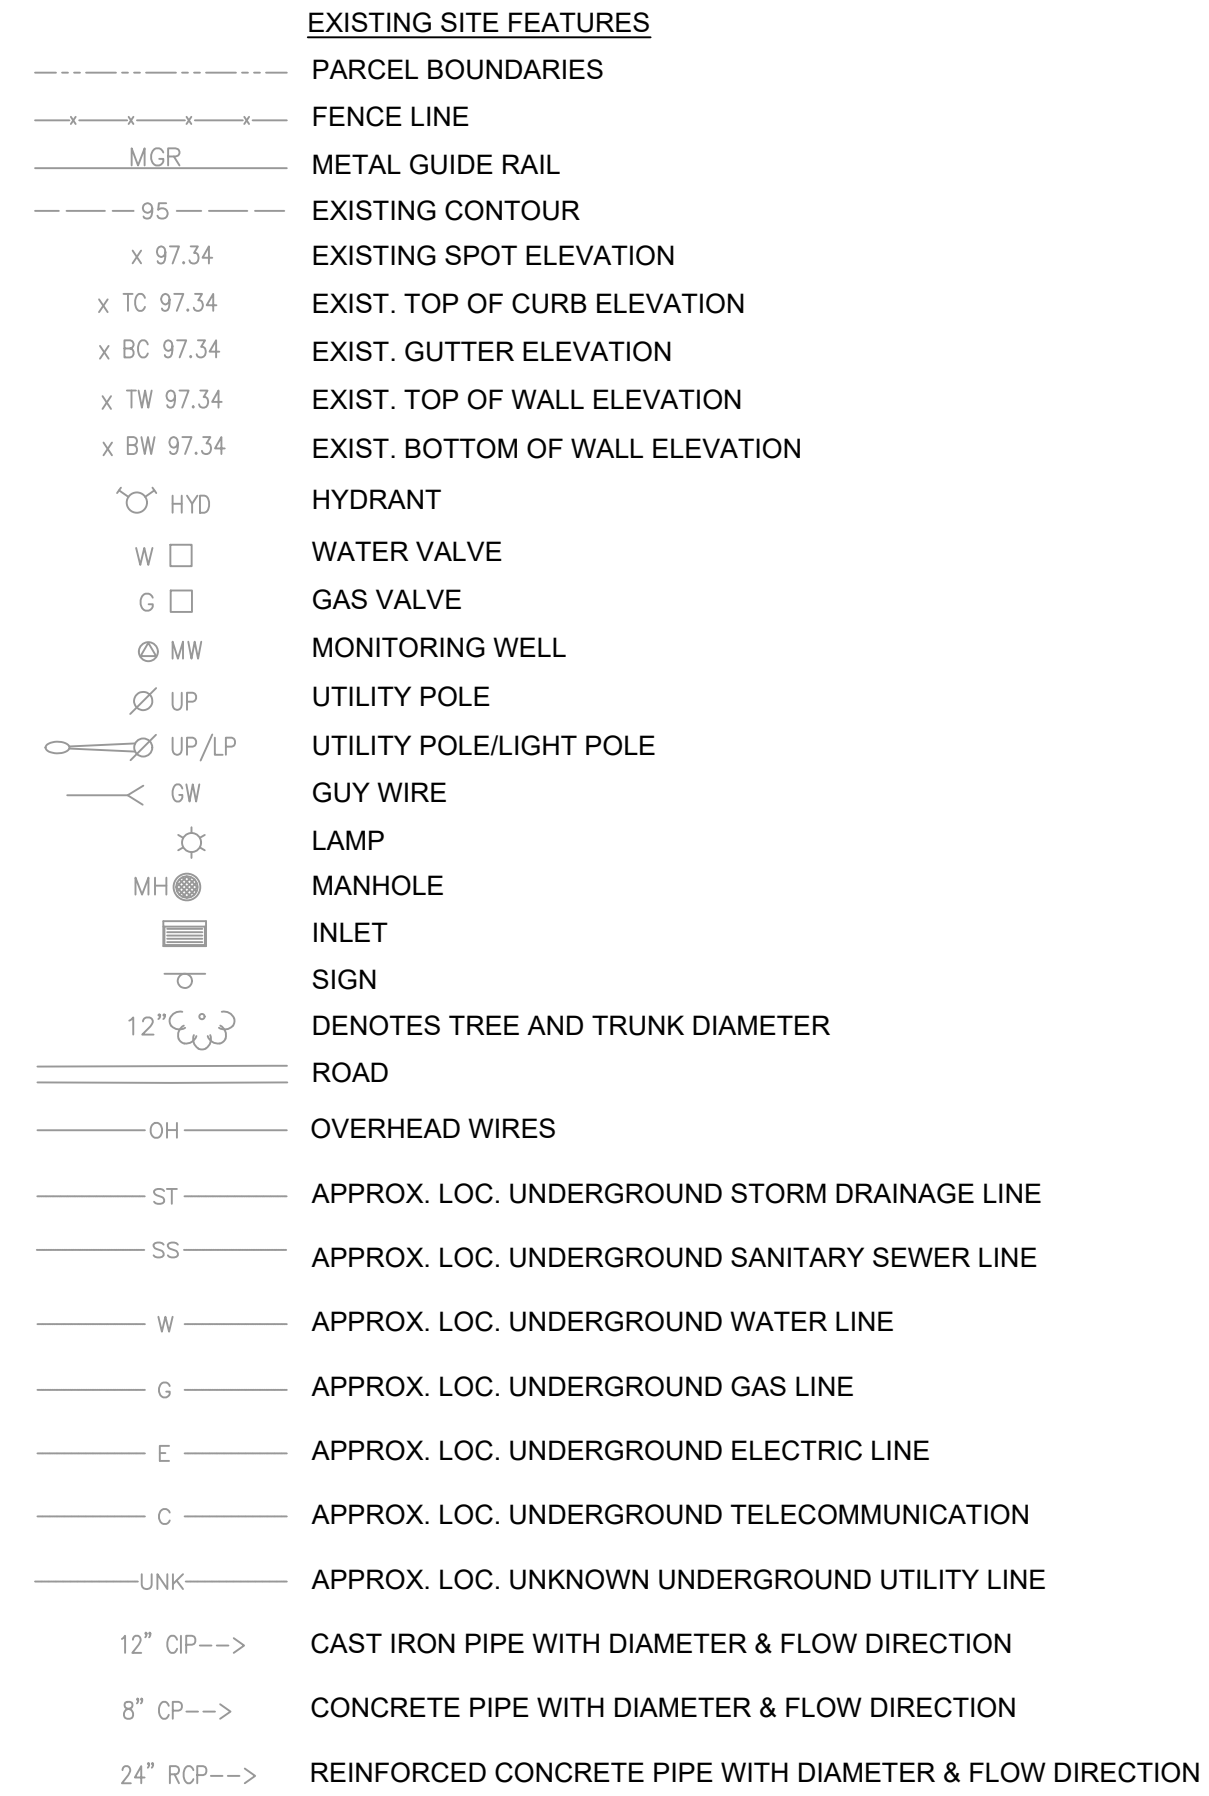 EXISTING SITE FEATURES
PARCEL BOUNDARIES
x x x x FENCE LINE
MGR METAL GUIDE RAIL
95 EXISTING CONTOUR
x 97.34 EXISTING SPOT ELEVATION
x TC 97.34 EXIST. TOP OF CURB ELEVATION
x BC 97.34 EXIST. GUTTER ELEVATION
x TW 97.34 EXIST. TOP OF WALL ELEVATION
x BW 97.34 EXIST. BOTTOM OF WALL ELEVATION
HYD HYDRANT
W WATER VALVE
G GAS VALVE
MW MONITORING WELL
UP UTILITY POLE
UP/LP UTILITY POLE/LIGHT POLE
GW GUY WIRE
LAMP
MH MANHOLE
INLET
SIGN
12" DENOTES TREE AND TRUNK DIAMETER
ROAD
OH OVERHEAD WIRES
ST APPROX. LOC. UNDERGROUND STORM DRAINAGE LINE
SS APPROX. LOC. UNDERGROUND SANITARY SEWER LINE
W APPROX. LOC. UNDERGROUND WATER LINE
G APPROX. LOC. UNDERGROUND GAS LINE
E APPROX. LOC. UNDERGROUND ELECTRIC LINE
C APPROX. LOC. UNDERGROUND TELECOMMUNICATION
UNK APPROX. LOC. UNKNOWN UNDERGROUND UTILITY LINE
12" CIP--> CAST IRON PIPE WITH DIAMETER & FLOW DIRECTION
8" CP--> CONCRETE PIPE WITH DIAMETER & FLOW DIRECTION
24" RCP--> REINFORCED CONCRETE PIPE WITH DIAMETER & FLOW DIRECTION